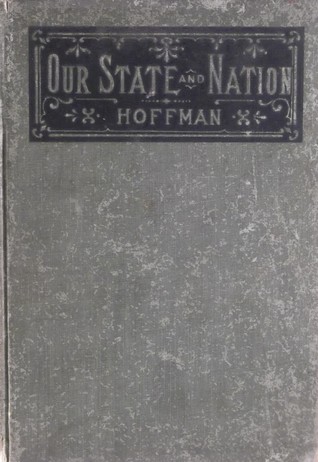 OUR STATE AND NATION
HOFFMAN